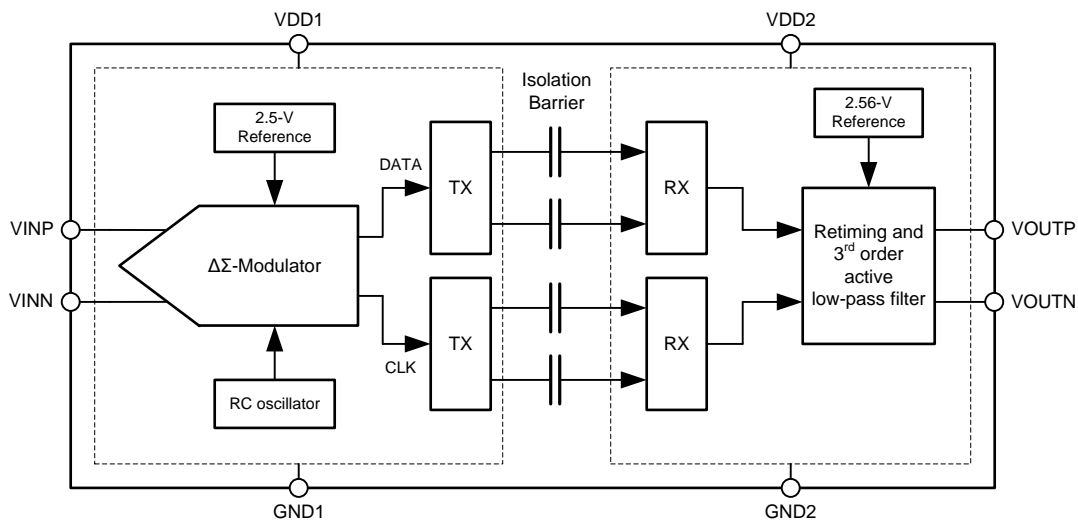 VDD1
VDD2
Isolation
Barrier
2.5-V
Reference
2.56-V
Reference
DATA
TX
RX
VINP
VINN
ΔΣ-Modulator
Retiming and
3rd order
active
low-pass filter
VOUTP
VOUTN
TX
RX
CLK
RC oscillator
GND1
GND2